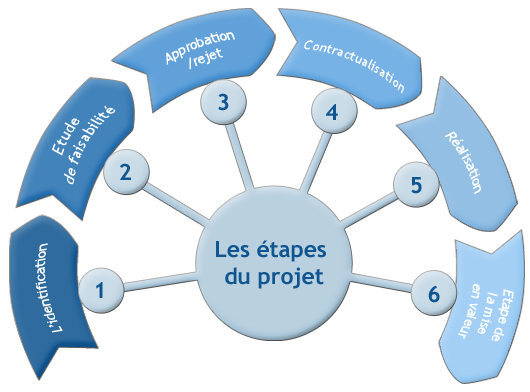 Les étapes
du projet
1
L'identification
2
Etude
de faisabilité
3
Approbation
/rejet
4
Contractualisation
5
Réalisation
6
Etape de
la mise
en valeur